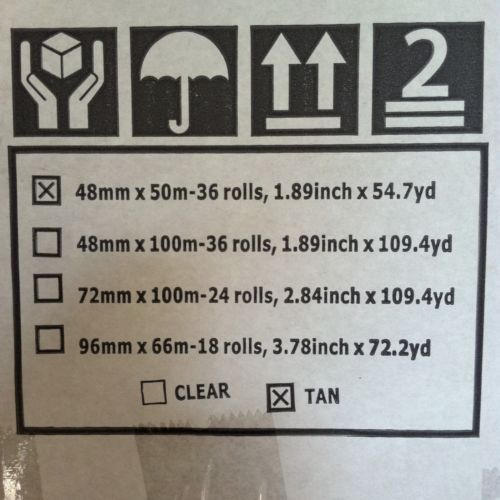 2
48mm x 50m-36 rolls, 1.89inch x 54.7yd
48mm x 100m-36 rolls, 1.89inch x 109.4yd
72mm x 100m-24 rolls, 2.84inch x 109.4yd
96mm x 66m-18 rolls, 3.78inch x 72.2yd
CLEAR TAN